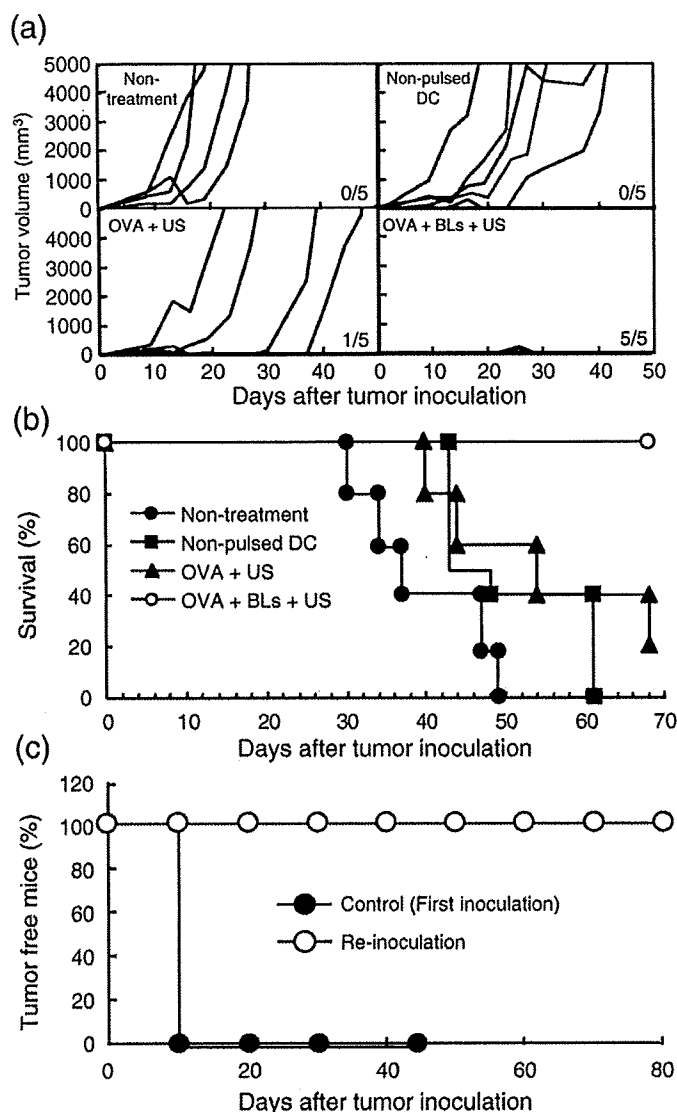 (a)
5000
4000
3000
2000
1000
0
Non-
treatment
0/5
Non-pulsed
DC
0/5
Tumor volume (mm³)
4000
3000
2000
1000
0
OVA + US
1/5
OVA + BLs + US
5/5
0 10 20 30 40 0 10 20 30 40 50
Days after tumor inoculation
(b)
100
80
60
40
20
0
Survival (%)
Non-treatment
Non-pulsed DC
OVA + US
OVA + BLs + US
0 10 20 30 40 50 60 70
Days after tumor inoculation
(c)
120
100
80
60
40
20
0
Tumor free mice (%)
Control (First inoculation)
Re-inoculation
0 20 40 60 80
Days after tumor inoculation